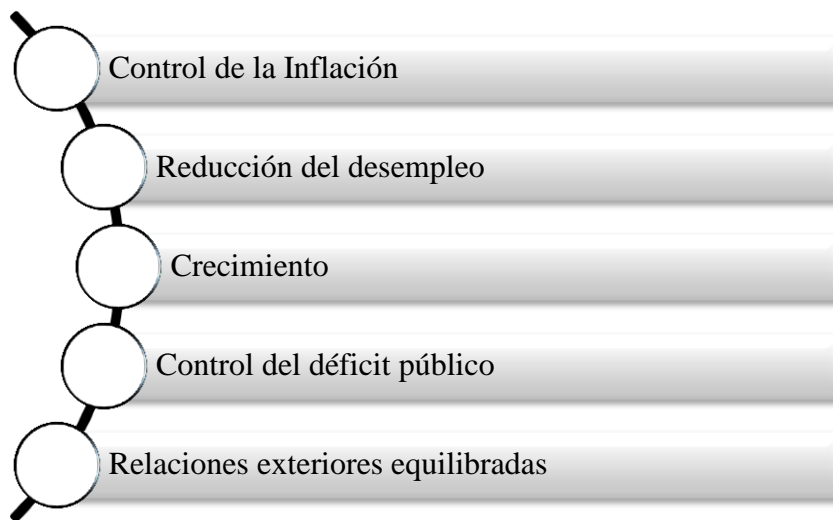 Control de la Inflación
Reducción del desempleo
Crecimiento
Control del déficit público
Relaciones exteriores equilibradas